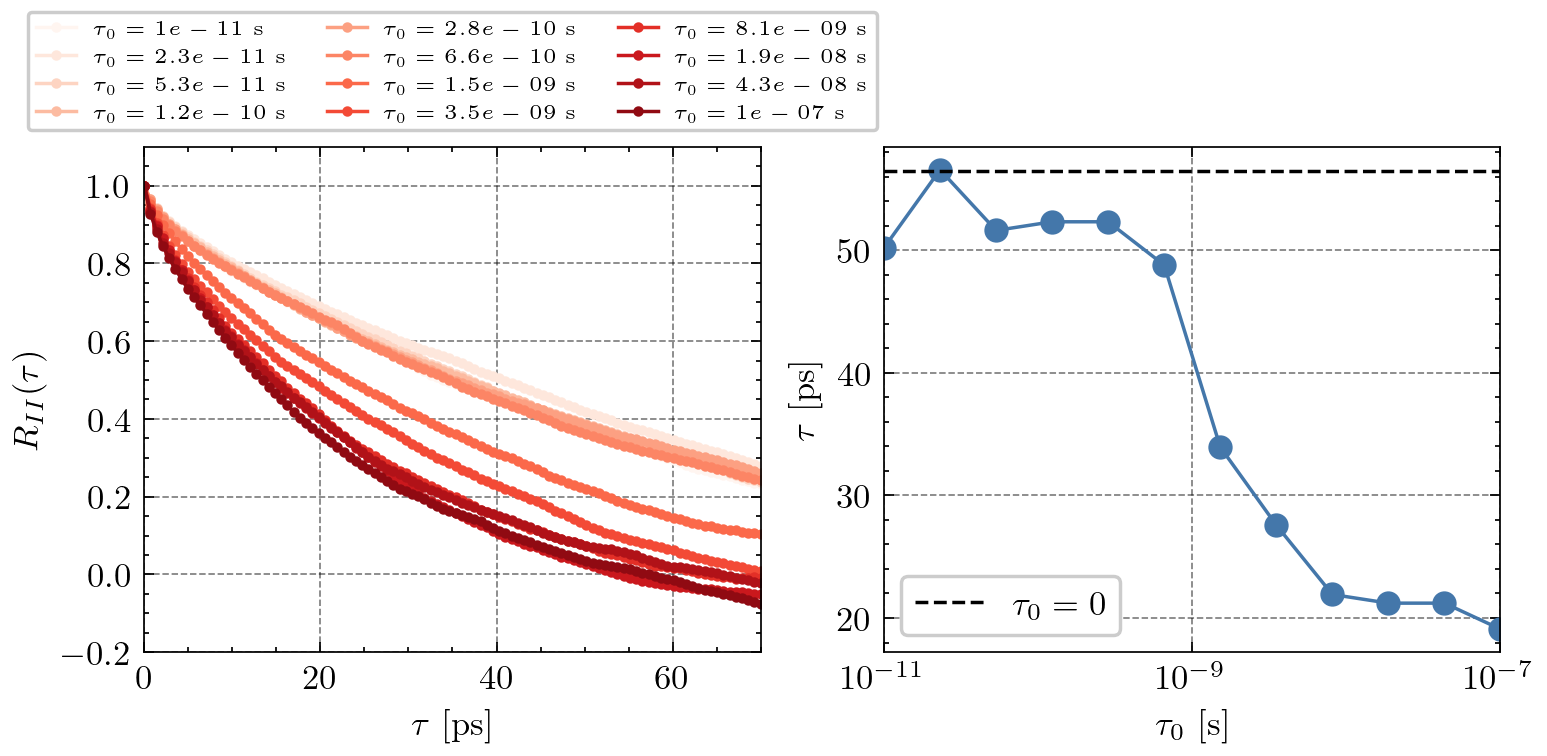 τ₀ = 1e − 11 s
τ₀ = 2.3e − 11 s
τ₀ = 5.3e − 11 s
τ₀ = 1.2e − 10 s
τ₀ = 2.8e − 10 s
τ₀ = 6.6e − 10 s
τ₀ = 1.5e − 09 s
τ₀ = 3.5e − 09 s
τ₀ = 8.1e − 09 s
τ₀ = 1.9e − 08 s
τ₀ = 4.3e − 08 s
τ₀ = 1e − 07 s
R_{II}(τ)
1.0
0.8
0.6
0.4
0.2
0.0
−0.2
0 20 40 60
τ [ps]
τ [ps]
50
40
30
20
τ₀ = 0
10⁻¹¹ 10⁻⁹ 10⁻⁷
τ₀ [s]